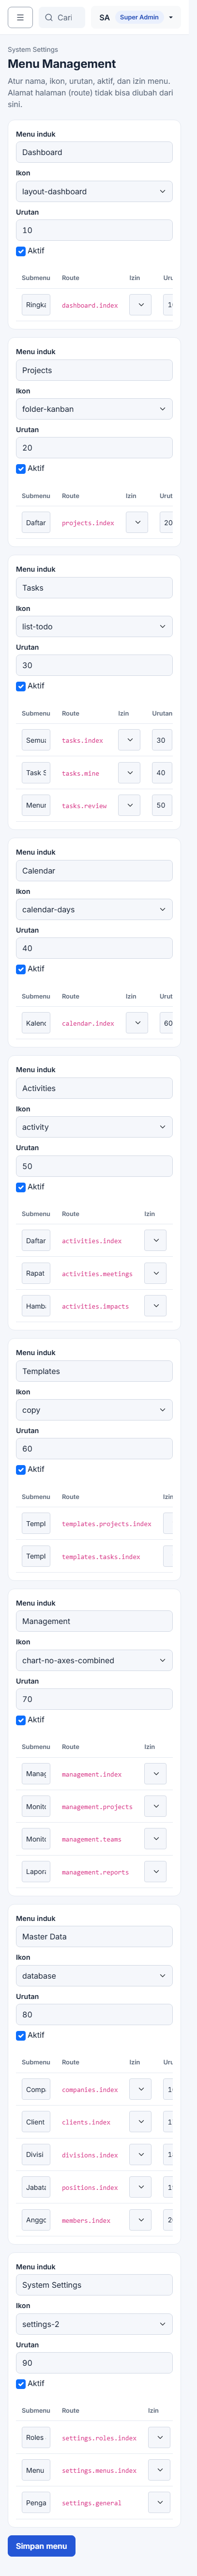 Cari
SA Super Admin
System Settings
Menu Management
Atur nama, ikon, urutan, aktif, dan izin menu.
Alamat halaman (route) tidak bisa diubah dari
sini.
Menu induk
Dashboard
Ikon
layout-dashboard
Urutan
10
Aktif
Submenu Route Izin
dashboard.index
Menu induk
Projects
Ikon
folder-kanban
Urutan
20
Aktif
Submenu Route Izin
Daftar projects.index 20
Menu induk
Tasks
Ikon
list-todo
Urutan
30
Aktif
Submenu Route Izin Urutan
tasks.index 30
Task tasks.mine 40
tasks.review 50
Menu induk
Calendar
Ikon
calendar-days
Urutan
40
Aktif
Submenu Route Izin
calendar.index 60
Menu induk
Activities
Ikon
activity
Urutan
50
Aktif
Submenu Route Izin
Daftar activities.index
Rapat activities.meetings
activities.impacts
Menu induk
Templates
Ikon
copy
Urutan
60
Aktif
Submenu Route Izin
templates.projects.index
templates.tasks.index
Menu induk
Management
Ikon
chart-no-axes-combined
Urutan
70
Aktif
Submenu Route Izin
management.index
management.projects
management.teams
management.reports
Menu induk
Master Data
Ikon
database
Urutan
80
Aktif
Submenu Route Izin
companies.index
Client clients.index
Divisi divisions.index
positions.index
members.index
Menu induk
System Settings
Ikon
settings-2
Urutan
90
Aktif
Submenu Route Izin
Roles settings.roles.index
Menu settings.menus.index
settings.general
Simpan menu